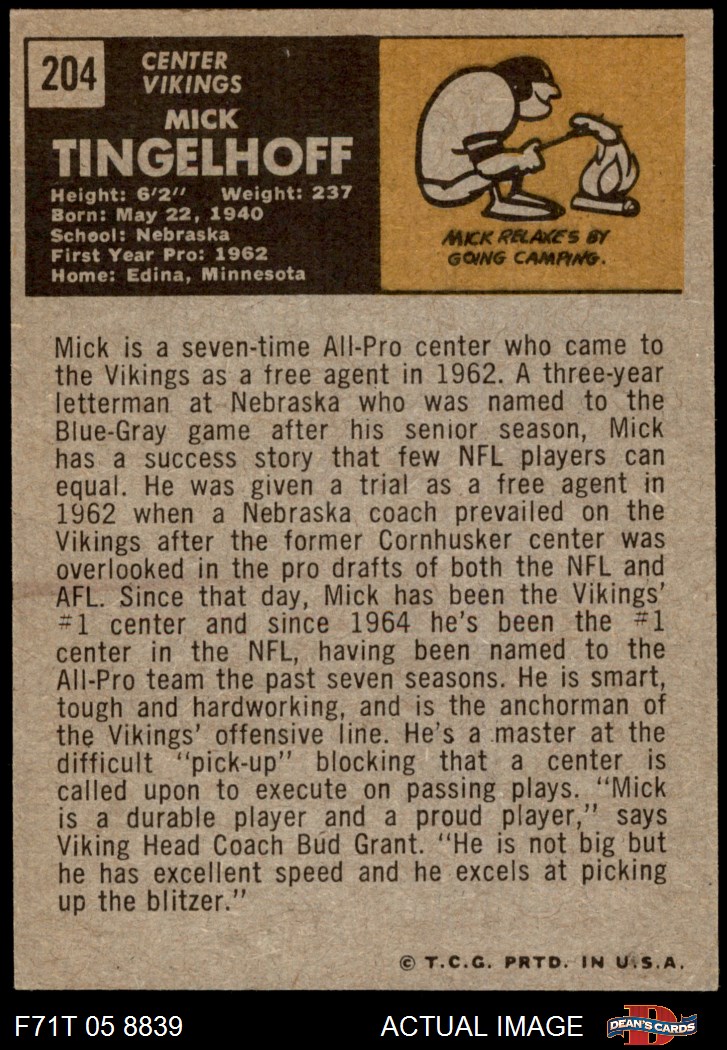 204
CENTER
VIKINGS
MICK
TINGELHOFF
Height: 6'2" Weight: 237
Born: May 22, 1940
School: Nebraska
First Year Pro: 1962
Home: Edina, Minnesota
MICK RELAXES BY
GOING CAMPING.
Mick is a seven-time All-Pro center who came to
the Vikings as a free agent in 1962. A three-year
letterman at Nebraska who was named to the
Blue-Gray game after his senior season, Mick
has a success story that few NFL players can
equal. He was given a trial as a free agent in
1962 when a Nebraska coach prevailed on the
Vikings after the former Cornhusker center was
overlooked in the pro drafts of both the NFL and
AFL. Since that day, Mick has been the Vikings'
#1 center and since 1964 he's been the #1
center in the NFL, having been named to the
All-Pro team the past seven seasons. He is smart,
tough and hardworking, and is the anchorman of
the Vikings' offensive line. He's a master at the
difficult "pick-up" blocking that a center is
called upon to execute on passing plays. "Mick
is a durable player and a proud player," says
Viking Head Coach Bud Grant. "He is not big but
he has excellent speed and he excels at picking
up the blitzer."
© T.C.G. PRTD. IN U.S.A.
F71T 05 8839
ACTUAL IMAGE
D
DEAN'S CARDS